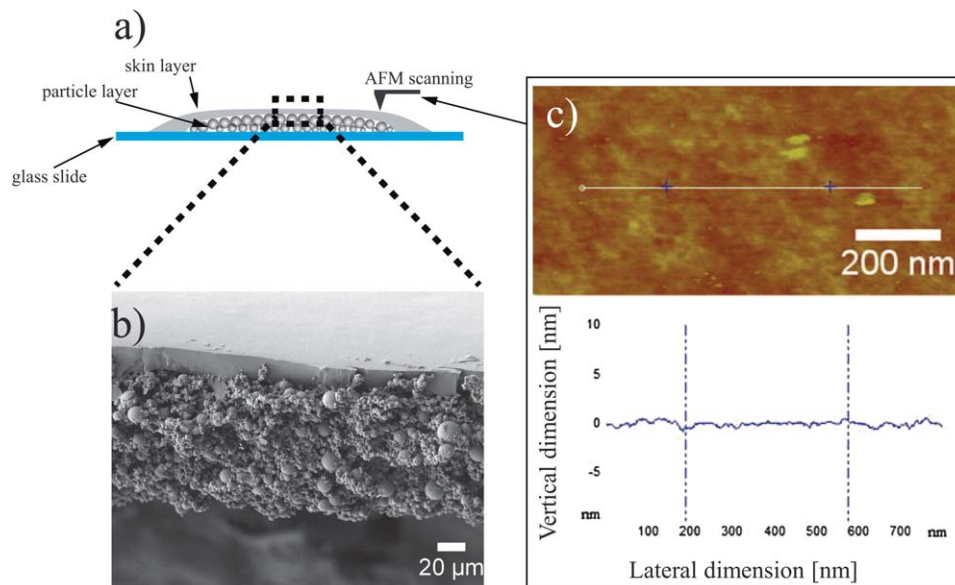 a)
skin layer
particle layer
glass slide
AFM scanning
b)
20 µm
c)
200 nm
Vertical dimension [nm]
10
5
0
-5
nm
100 200 300 400 500 600 700 nm
Lateral dimension [nm]